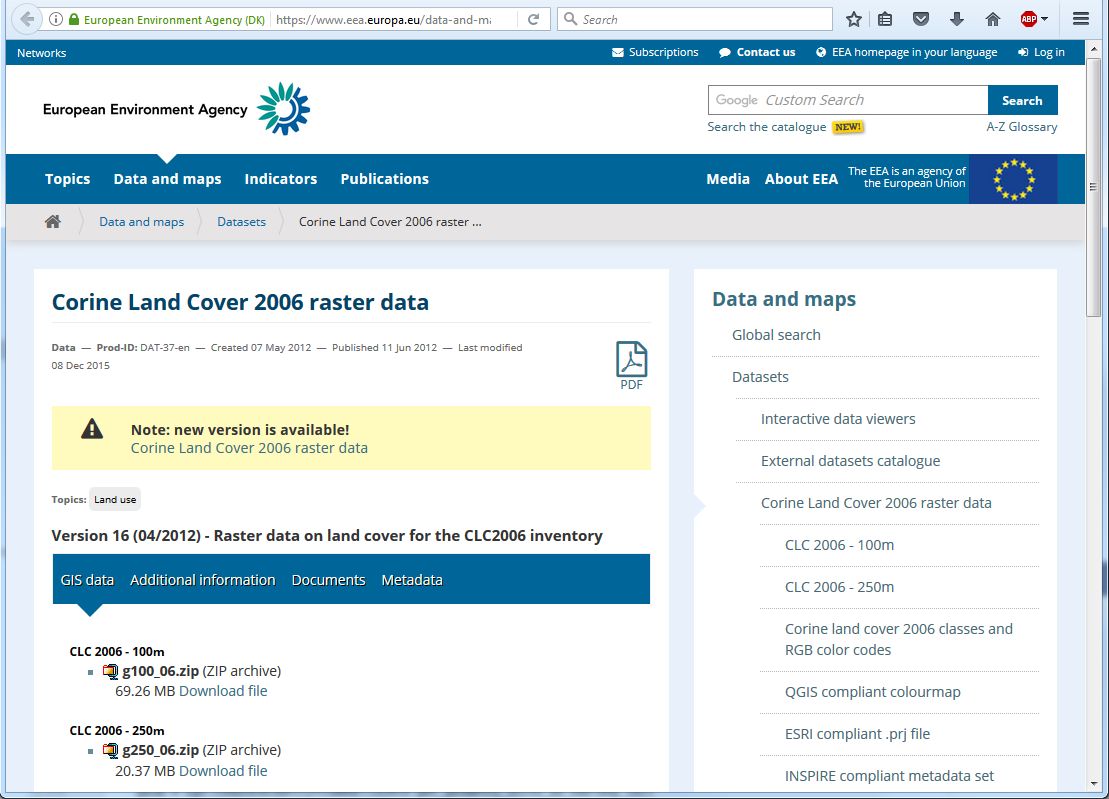 European Environment Agency (DK)
https://www.eea.europa.eu/data-and-ma
Search
ABP
Networks
Subscriptions
Contact us
EEA homepage in your language
Log in
European Environment Agency
Google Custom Search
Search
Search the catalogue NEW!
A-Z Glossary
Topics
Data and maps
Indicators
Publications
Media
About EEA
The EEA is an agency of
the European Union
Data and maps
Datasets
Corine Land Cover 2006 raster ...
Corine Land Cover 2006 raster data
Data — Prod-ID: DAT-37-en — Created 07 May 2012 — Published 11 Jun 2012 — Last modified
08 Dec 2015
PDF
Note: new version is available!
Corine Land Cover 2006 raster data
Topics: Land use
Version 16 (04/2012) - Raster data on land cover for the CLC2006 inventory
GIS data
Additional information
Documents
Metadata
CLC 2006 - 100m
g100_06.zip (ZIP archive)
69.26 MB Download file
CLC 2006 - 250m
g250_06.zip (ZIP archive)
20.37 MB Download file
Data and maps
Global search
Datasets
Interactive data viewers
External datasets catalogue
Corine Land Cover 2006 raster data
CLC 2006 - 100m
CLC 2006 - 250m
Corine land cover 2006 classes and
RGB color codes
QGIS compliant colourmap
ESRI compliant .prj file
INSPIRE compliant metadata set